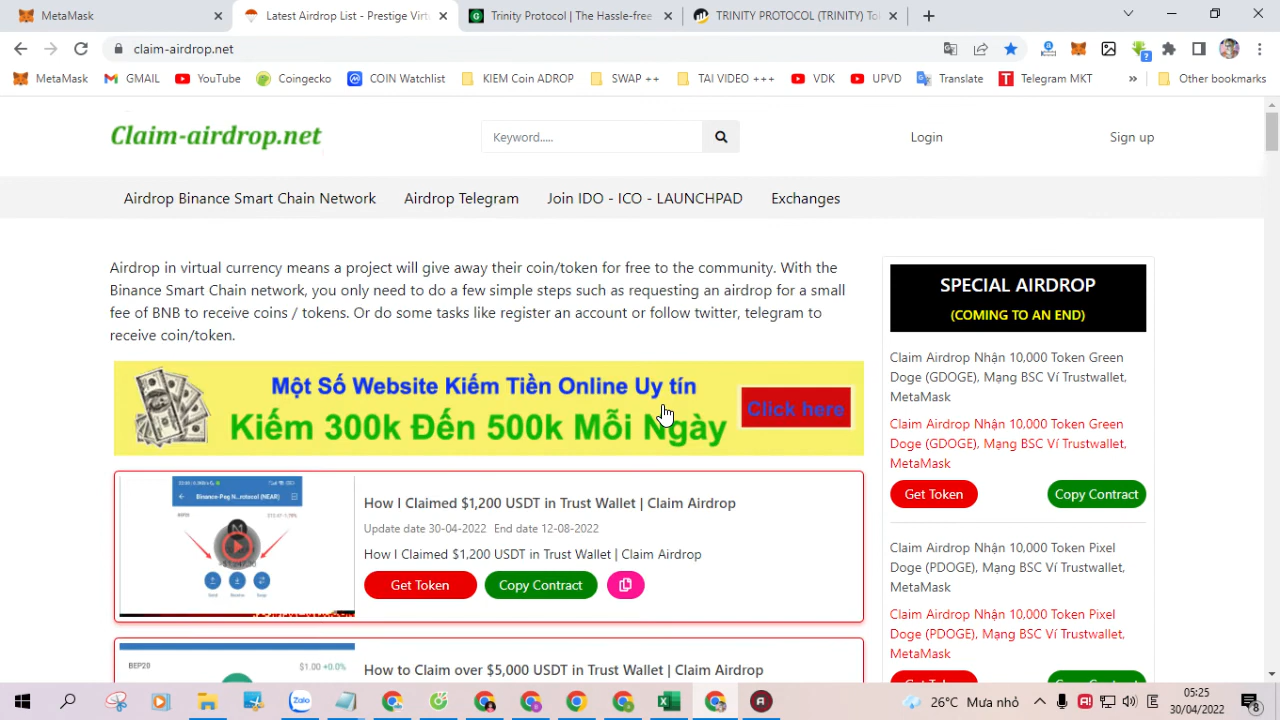 MetaMask
Latest Airdrop List - Prestige Virt
Trinity Protocol | The Hassle-free
TRINITY PROTOCOL (TRINITY) Tol
claim-airdrop.net
MetaMask
GMAIL
YouTube
Coingecko
COIN Watchlist
KIEM Coin ADROP
SWAP ++
TAI VIDEO +++
VDK
UPVD
Translate
Telegram MKT
Other bookmarks
Claim-airdrop.net
Keyword.....
Login
Sign up
Airdrop Binance Smart Chain Network
Airdrop Telegram
Join IDO - ICO - LAUNCHPAD
Exchanges
Airdrop in virtual currency means a project will give away their coin/token for free to the community. With the
Binance Smart Chain network, you only need to do a few simple steps such as requesting an airdrop for a small
fee of BNB to receive coins / tokens. Or do some tasks like register an account or follow twitter, telegram to
receive coin/token.
Một Số Website Kiếm Tiền Online Uy tín
Kiếm 300k Đến 500k Mỗi Ngày
Click here
How I Claimed $1,200 USDT in Trust Wallet | Claim Airdrop
Update date 30-04-2022 End date 12-08-2022
How I Claimed $1,200 USDT in Trust Wallet | Claim Airdrop
Get Token
Copy Contract
BEP20
$1.00 +0.0%
How to Claim over $5,000 USDT in Trust Wallet | Claim Airdrop
SPECIAL AIRDROP
(COMING TO AN END)
Claim Airdrop Nhận 10,000 Token Green
Doge (GDOGE), Mạng BSC Ví Trustwallet,
MetaMask
Claim Airdrop Nhận 10,000 Token Green
Doge (GDOGE), Mạng BSC Ví Trustwallet,
MetaMask
Get Token
Copy Contract
Claim Airdrop Nhận 10,000 Token Pixel
Doge (PDOGE), Mạng BSC Ví Trustwallet,
MetaMask
Claim Airdrop Nhận 10,000 Token Pixel
Doge (PDOGE), Mạng BSC Ví Trustwallet,
MetaMask
Zalo
26°C Mưa nhỏ
05:25
30/04/2022
8